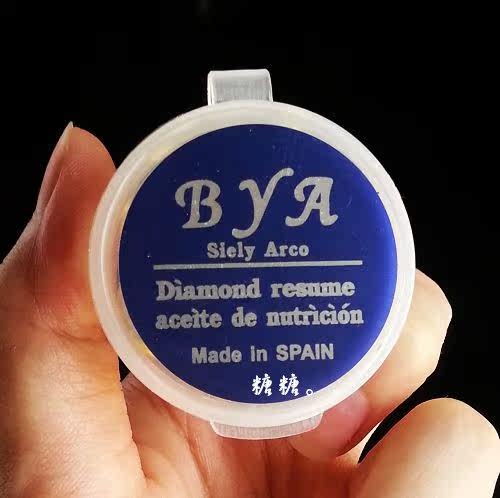 BYA
Siely Arco
Diamond resume
aceite de nutrición
Made in SPAIN
糖糖。